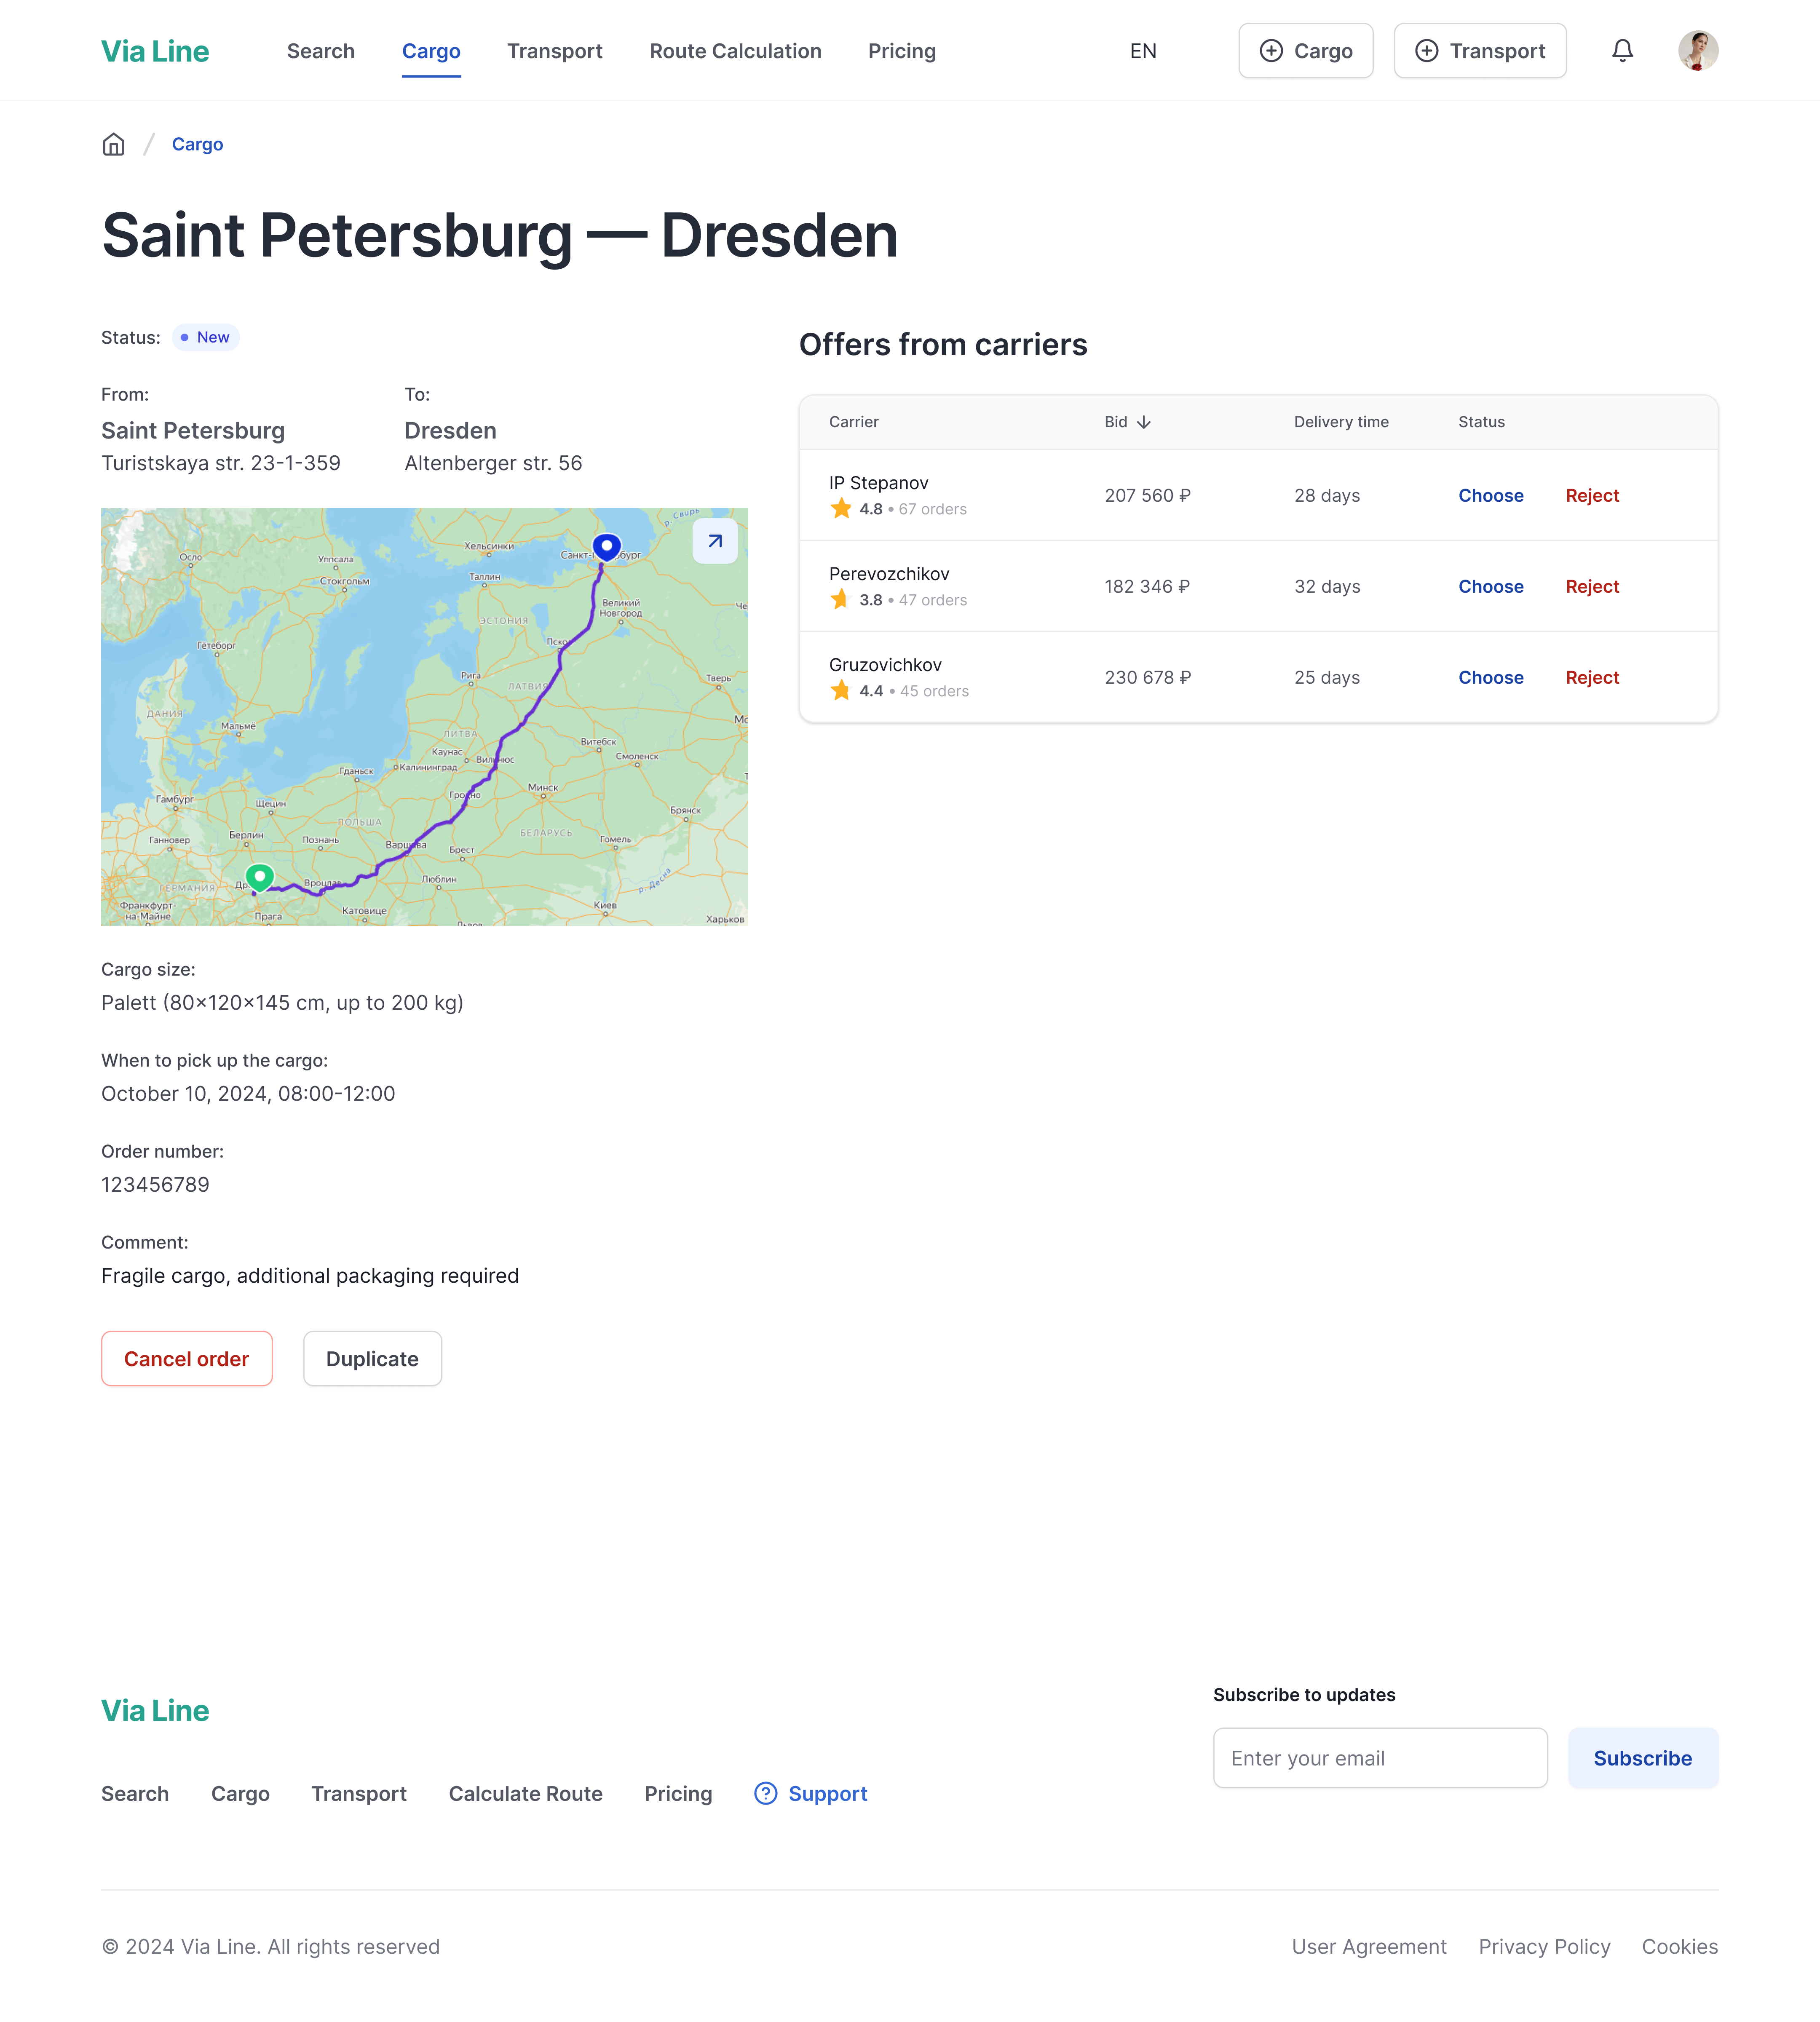 Via Line
Search
Cargo
Transport
Route Calculation
Pricing
EN
Cargo
Transport
Cargo
Saint Petersburg — Dresden
Status:
New
From:
Saint Petersburg
Turistskaya str. 23-1-359
To:
Dresden
Altenberger str. 56
р. Свирь
Осло
Уппсала
Хельсинки
Стокгольм
Таллин
Великий
Новгород
ЭСТОНИЯ
Гётеборг
Рига
ЛАТВИЯ
Тверь
ДАНИЯ
Мальмё
ЛИТВА
Каунас
Витебск
Смоленск
Калининград
Гданьск
Минск
Гамбург
Щецин
Брянск
ПОЛЬША
БЕЛАРУСЬ
Гомель
Ганновер
Берлин
Познань
Брест
Люблин
р. Десна
ГЕРМАНИЯ
Франкфурт-
на-Майне
Прага
Катовице
Киев
Харьков
Cargo size:
Palett (80×120×145 cm, up to 200 kg)
When to pick up the cargo:
October 10, 2024, 08:00-12:00
Order number:
123456789
Comment:
Fragile cargo, additional packaging required
Cancel order
Duplicate
Offers from carriers
Carrier
Bid
Delivery time
Status
IP Stepanov
4.8 • 67 orders
207 560 ₽
28 days
Choose
Reject
Perevozchikov
3.8 • 47 orders
182 346 ₽
32 days
Choose
Reject
Gruzovichkov
4.4 • 45 orders
230 678 ₽
25 days
Choose
Reject
Via Line
Search
Cargo
Transport
Calculate Route
Pricing
Support
Subscribe to updates
Enter your email
Subscribe
© 2024 Via Line. All rights reserved
User Agreement
Privacy Policy
Cookies